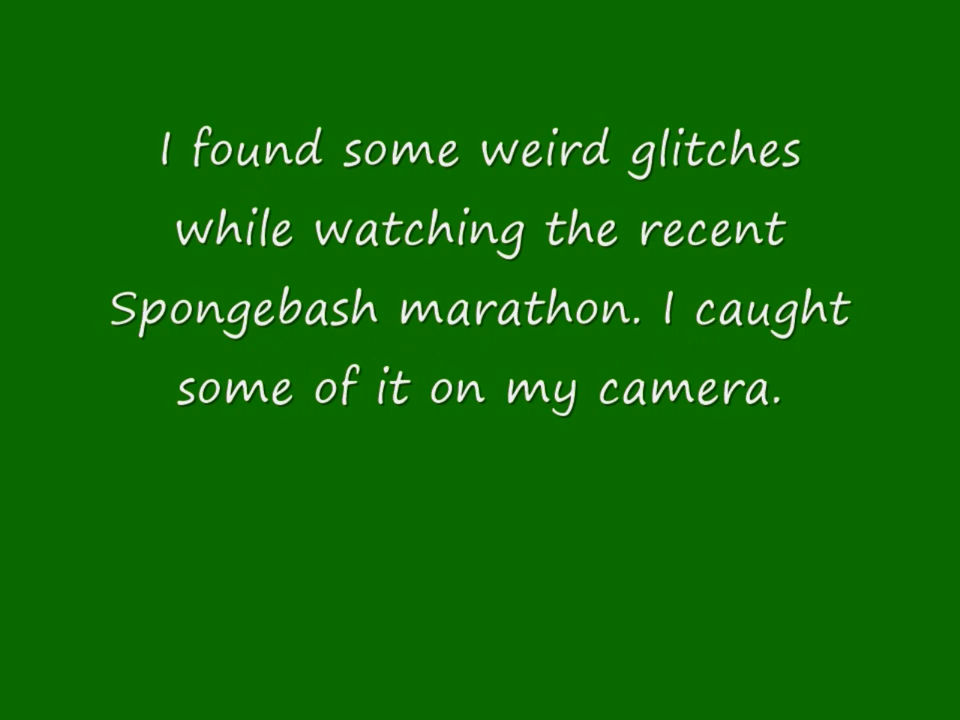 I found some weird glitches
while watching the recent
Spongebash marathon. I caught
some of it on my camera.